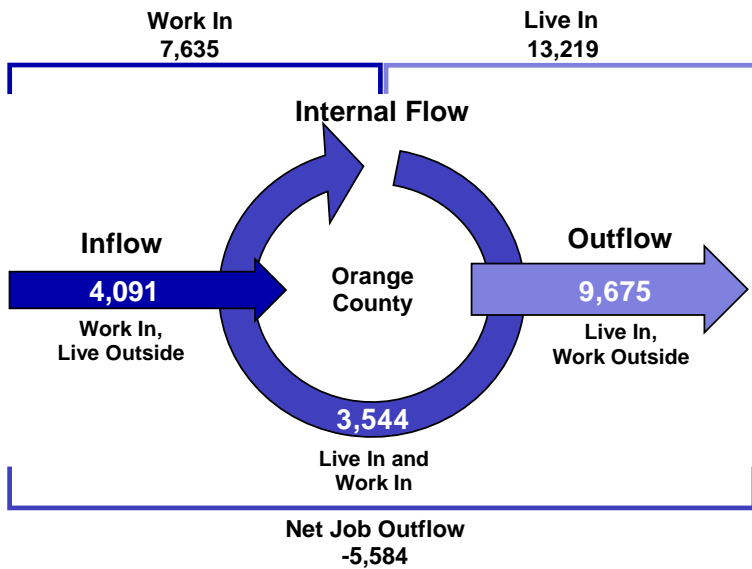 Work In
7,635
Live In
13,219
Internal Flow
Inflow
4,091
Work In,
Live Outside
Orange
County
Outflow
9,675
Live In,
Work Outside
3,544
Live In and
Work In
Net Job Outflow
-5,584